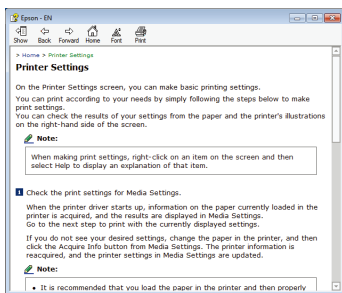 Epson - EN
Show Back Forward Home Font Print
> Home > Printer Settings
Printer Settings
On the Printer Settings screen, you can make basic printing settings.
You can print according to your needs by simply following the steps below to make
print settings.
You can check the results of your settings from the paper and the printer's illustrations
on the right-hand side of the screen.
Note:
When making print settings, right-click on an item on the screen and then
select Help to display an explanation of that item.
1 Check the print settings for Media Settings.
When the printer driver starts up, information on the paper currently loaded in the
printer is acquired, and the results are displayed in Media Settings.
Go to the next step to print with the currently displayed settings.
If you do not see your desired settings, change the paper in the printer, and then
click the Acquire Info button from Media Settings. The printer information is
reacquired, and the printer settings in Media Settings are updated.
Note:
• It is recommended that you load the paper in the printer and then properly